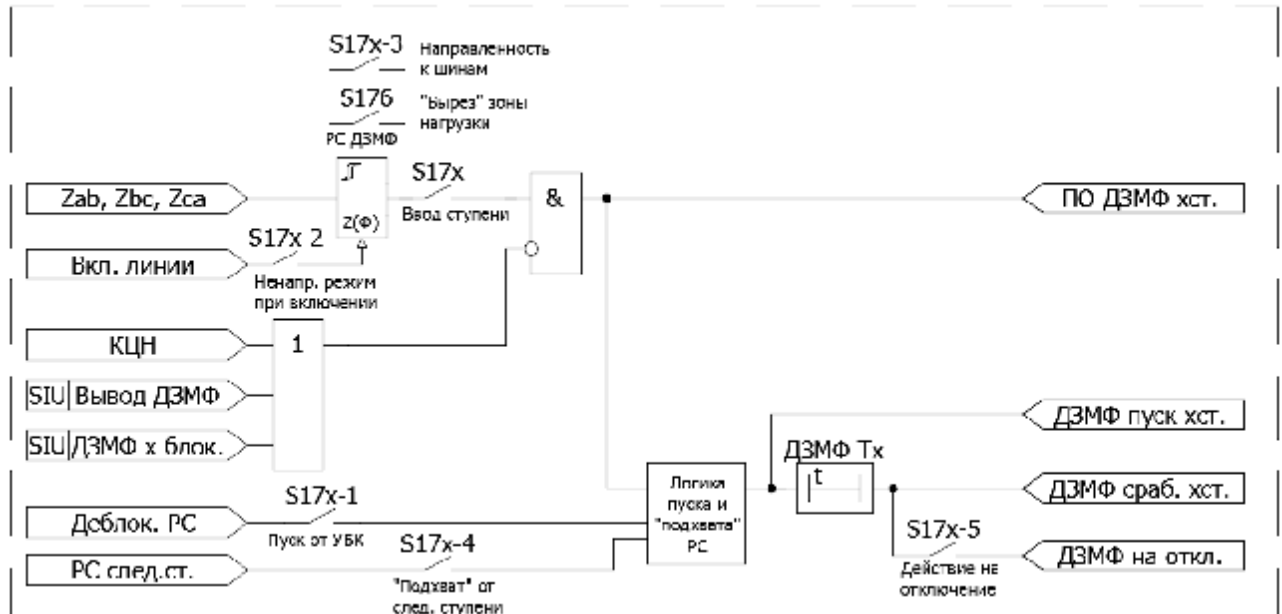 S17x-3 Направленность
к шинам
S176 "Вырез" зоны
нагрузки
РС ДЗМФ
Zab, Zbc, Zca
Z(Ф)
S17x
Ввод ступени
&
ПО ДЗМФ хст.
Вкл. линии
S17x 2
Ненапр. режим
при включении
КЦН
1
SIU Вывод ДЗМФ
SIU ДЗМФ х блок.
ДЗМФ пуск хст.
ДЗМФ Тх
t
Логика
пуска и
"подхвата"
РС
ДЗМФ сраб. хст.
Деблок. РС
S17x-1
Пуск от УБК
РС след.ст.
S17x-4
"Подхват" от
след. ступени
S17x-5
Действие на
отключение
ДЗМФ на откл.